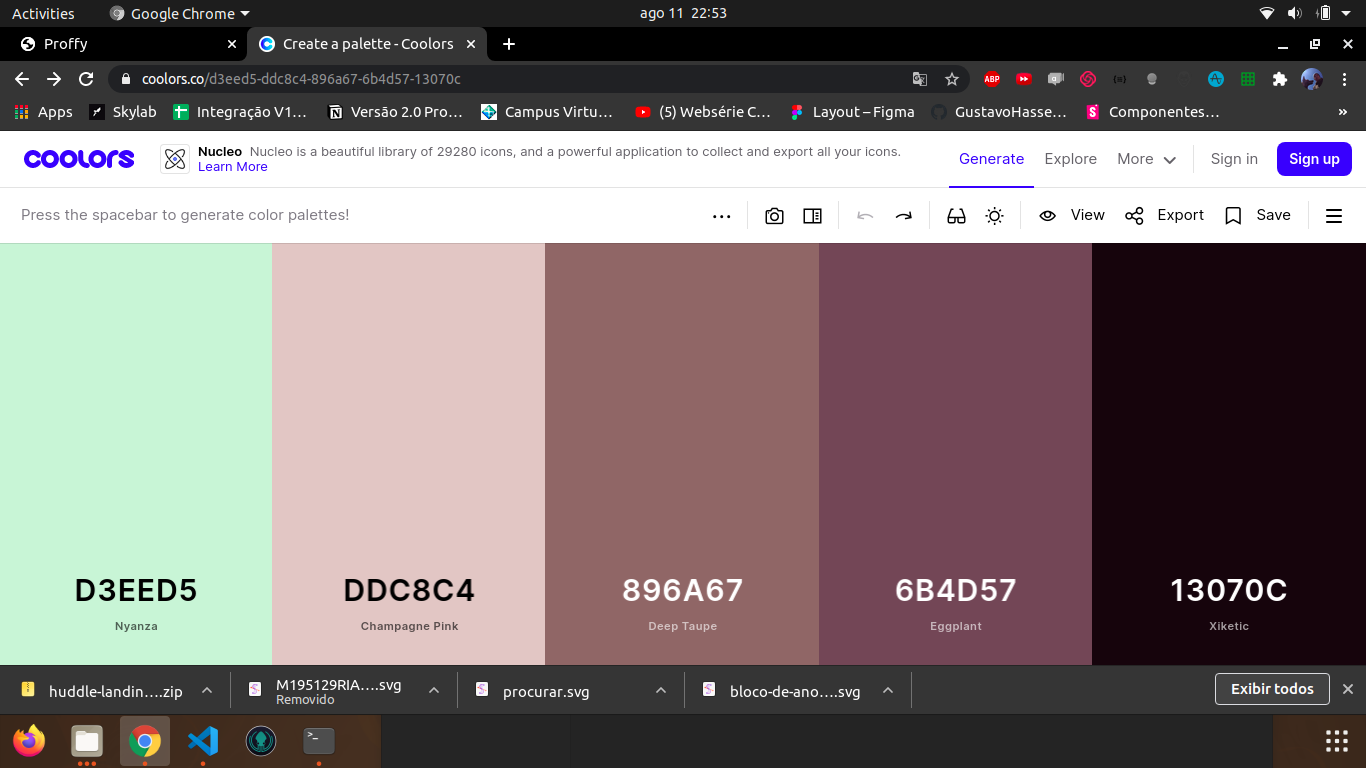 Activities
Google Chrome
ago 11 22:53
Proffy
Create a palette - Coolors
coolors.co/d3eed5-ddc8c4-896a67-6b4d57-13070c
ABP
Apps
Skylab
Integração V1…
Versão 2.0 Pro…
Campus Virtu…
(5) Websérie C…
Layout – Figma
GustavoHasse…
Componentes…
»
coolors
Nucleo Nucleo is a beautiful library of 29280 icons, and a powerful application to collect and export all your icons.
Learn More
Generate
Explore
More
Sign in
Sign up
Press the spacebar to generate color palettes!
View
Export
Save
D3EED5
Nyanza
DDC8C4
Champagne Pink
896A67
Deep Taupe
6B4D57
Eggplant
13070C
Xiketic
huddle-landin….zip
M195129RIA….svg
Removido
procurar.svg
bloco-de-ano….svg
Exibir todos